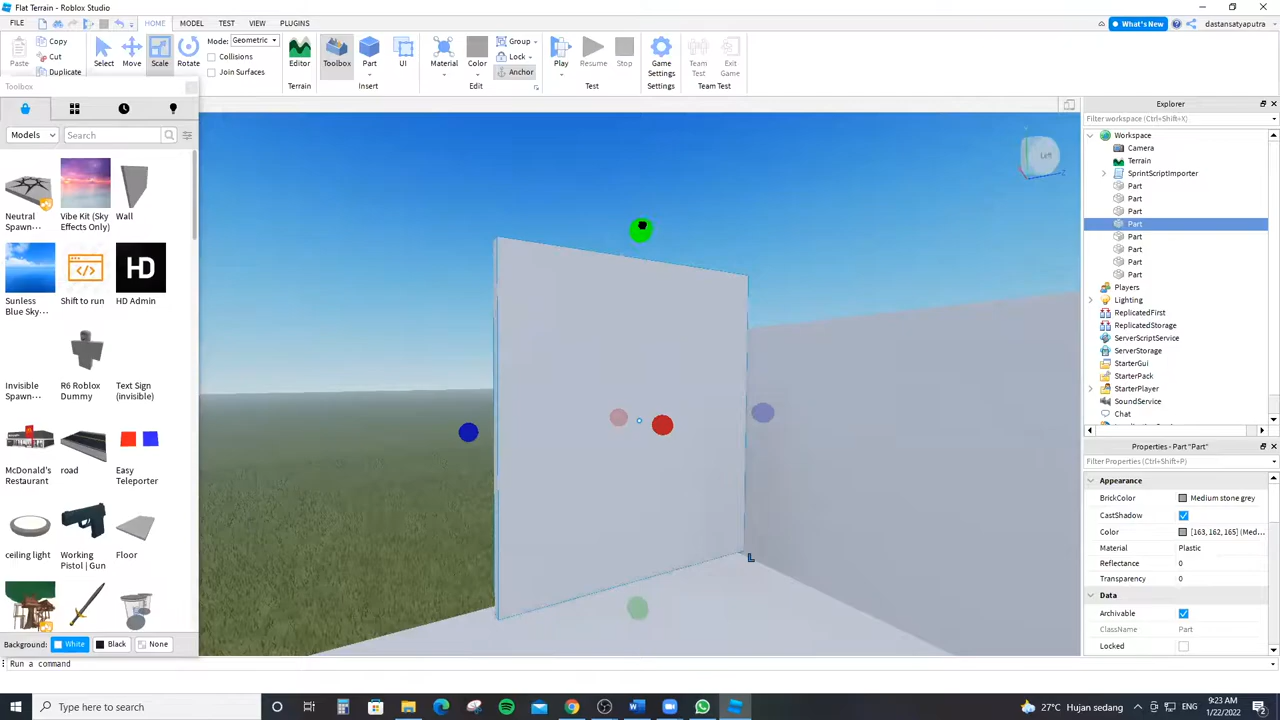 Flat Terrain - Roblox Studio
FILE HOME MODEL TEST VIEW PLUGINS
What's New dastansatyaputra
Paste Copy Cut Duplicate
Select Move Scale Rotate
Mode: Geometric
Collisions
Join Surfaces
Editor
Terrain
Toolbox Part UI
Insert
Material Color Group Lock Anchor
Edit
Play Resume Stop
Test
Game Settings
Settings
Team Test Exit Game
Team Test
Toolbox
Models Search
Neutral Spawn...
Vibe Kit (Sky Effects Only)
Wall
Sunless Blue Sky...
Shift to run
HD
HD Admin
Invisible Spawn...
R6 Roblox Dummy
Text Sign (invisible)
McDonald's Restaurant
road
Easy Teleporter
ceiling light
Working Pistol | Gun
Floor
Background: White Black None
Run a command
Left
Explorer
Filter workspace (Ctrl+Shift+X)
Workspace
Camera
Terrain
SprintScriptImporter
Part
Part
Part
Part
Part
Part
Part
Part
Players
Lighting
ReplicatedFirst
ReplicatedStorage
ServerScriptService
ServerStorage
StarterGui
StarterPack
StarterPlayer
SoundService
Chat
Properties - Part "Part"
Filter Properties (Ctrl+Shift+P)
Appearance
BrickColor Medium stone grey
CastShadow
Color [163, 162, 165] (Med...
Material Plastic
Reflectance 0
Transparency 0
Data
Archivable
ClassName Part
Locked
Type here to search
27°C Hujan sedang
ENG
9:23 AM
1/22/2022